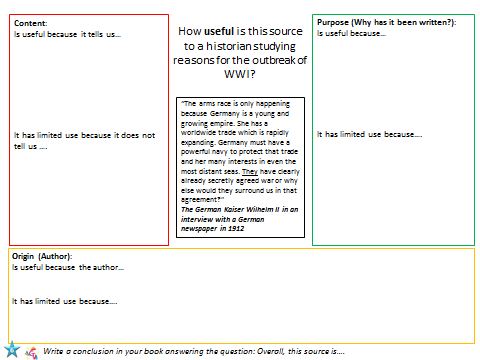 Content:
Is useful because it tells us…
It has limited use because it does not
tell us ….
How useful is this source
to a historian studying
reasons for the outbreak of
WWI?
"The arms race is only happening
because Germany is a young and
growing empire. She has a
worldwide trade which is rapidly
expanding. Germany must have a
powerful navy to protect that trade
and her many interests in even the
most distant seas. They have clearly
already secretly agreed war or why
else would they surround us in that
agreement?"
The German Kaiser Wilhelm II in an
interview with a German
newspaper in 1912
Purpose (Why has it been written?):
Is useful because…
It has limited use because….
Origin (Author):
Is useful because the author…
It has limited use because….
Write a conclusion in your book answering the question: Overall, this source is….